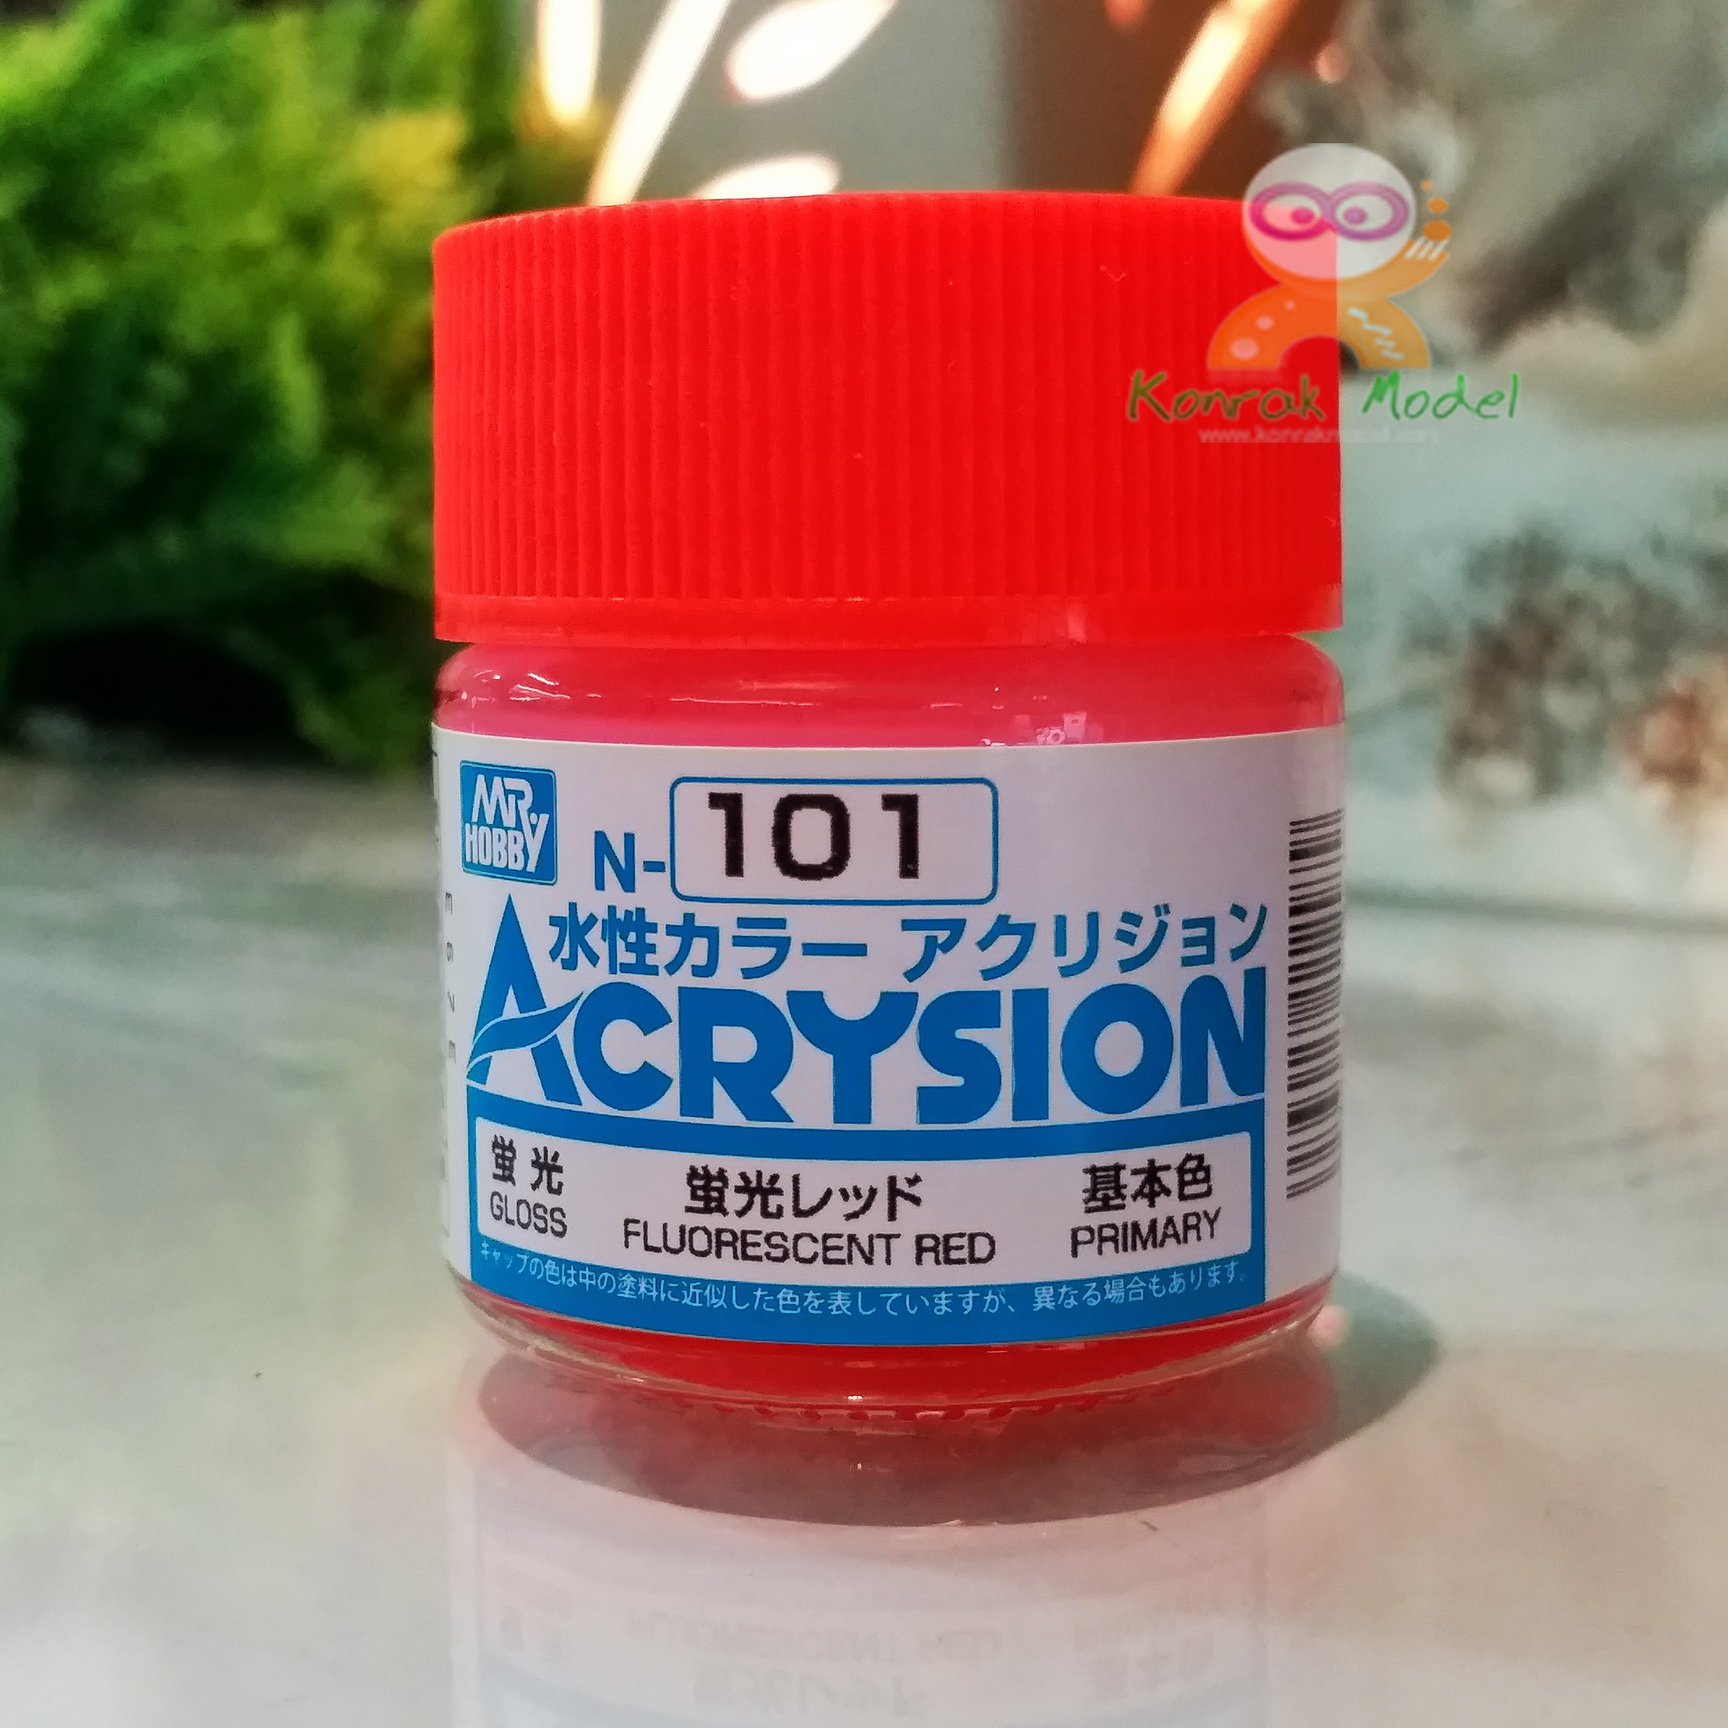 Konrak Model
www.konrakmodel.com
MR. HOBBY
N-101
水性カラー アクリジョン
ACRYSION
蛍光 蛍光レッド 基本色
GLOSS FLUORESCENT RED PRIMARY
キャップの色は中の塗料に近似した色を表していますが、異なる場合もあります。